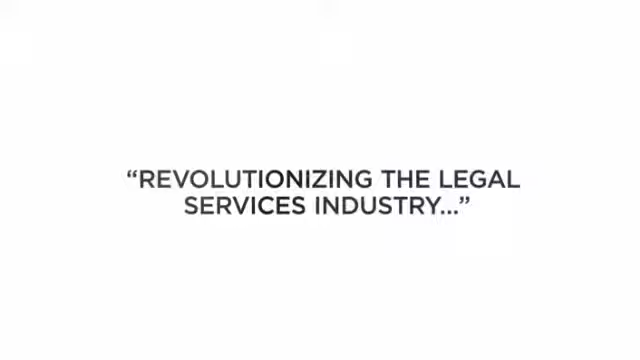 “REVOLUTIONIZING THE LEGAL
SERVICES INDUSTRY...”